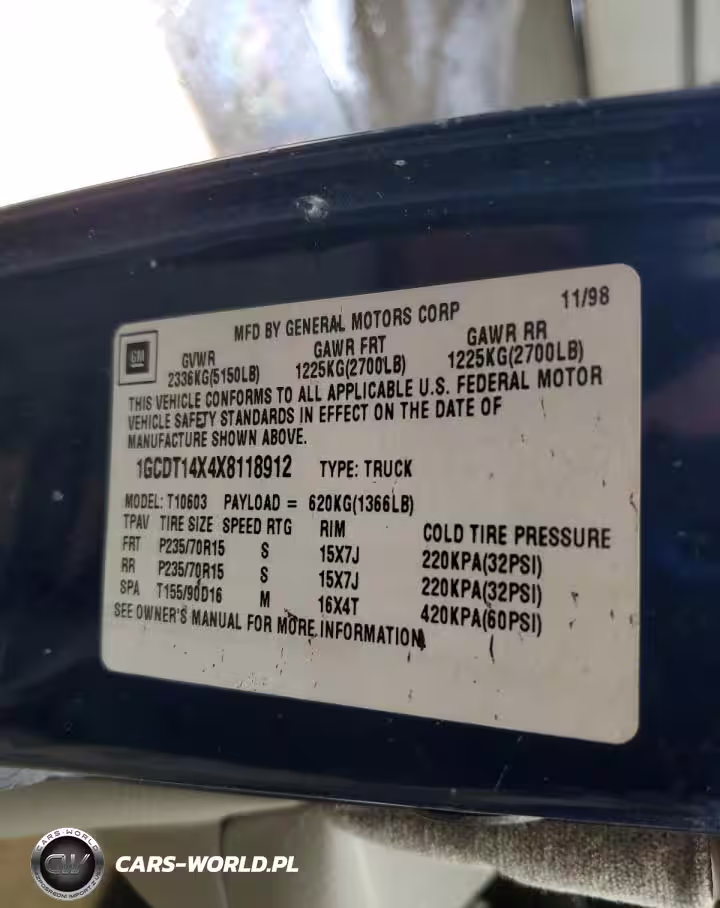 11/98
MFD BY GENERAL MOTORS CORP
GM
GVWR GAWR FRT GAWR RR
2336KG(5150LB) 1225KG(2700LB) 1225KG(2700LB)
THIS VEHICLE CONFORMS TO ALL APPLICABLE U.S. FEDERAL MOTOR
VEHICLE SAFETY STANDARDS IN EFFECT ON THE DATE OF
MANUFACTURE SHOWN ABOVE.
1GCDT14X4X8118912 TYPE: TRUCK
MODEL: T10603 PAYLOAD = 620KG(1366LB)
TPAV TIRE SIZE SPEED RTG RIM COLD TIRE PRESSURE
FRT P235/70R15 S 15X7J 220KPA(32PSI)
RR P235/70R15 S 15X7J 220KPA(32PSI)
SPA T155/90D16 M 16X4T 420KPA(60PSI)
SEE OWNER'S MANUAL FOR MORE INFORMATION
CARS-WORLD
CW
CARS-WORLD.PL